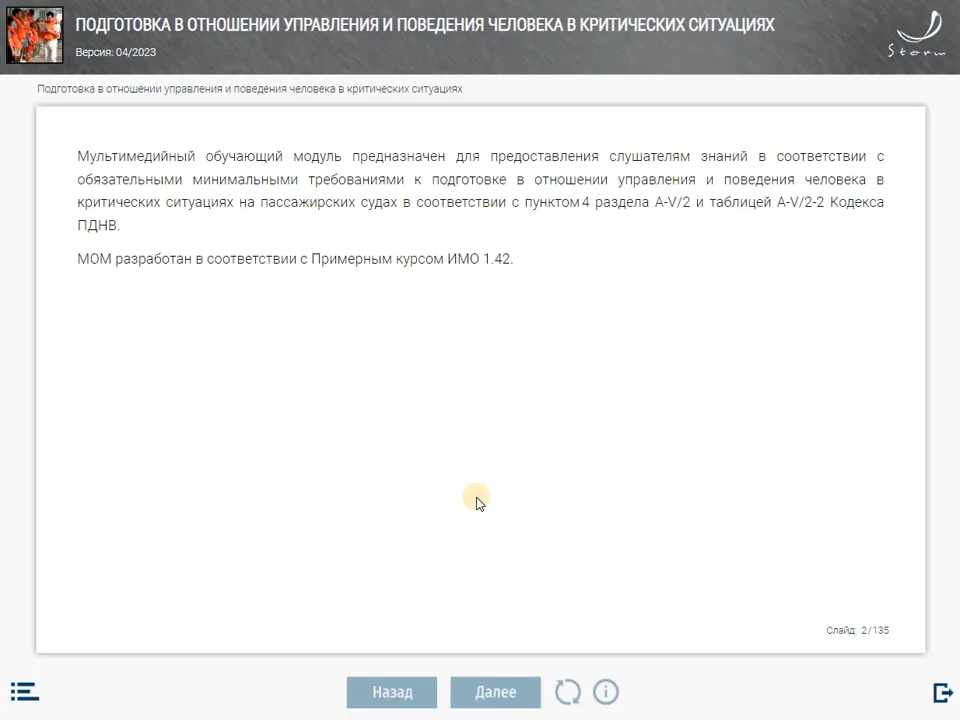 ПОДГОТОВКА В ОТНОШЕНИИ УПРАВЛЕНИЯ И ПОВЕДЕНИЯ ЧЕЛОВЕКА В КРИТИЧЕСКИХ СИТУАЦИЯХ
Версия: 04/2023
Storm
Подготовка в отношении управления и поведения человека в критических ситуациях
Мультимедийный обучающий модуль предназначен для предоставления слушателям знаний в соответствии с
обязательными минимальными требованиями к подготовке в отношении управления и поведения человека в
критических ситуациях на пассажирских судах в соответствии с пунктом 4 раздела A-V/2 и таблицей A-V/2-2 Кодекса
ПДНВ.
МОМ разработан в соответствии с Примерным курсом ИМО 1.42.
Слайд: 2/135
Назад
Далее